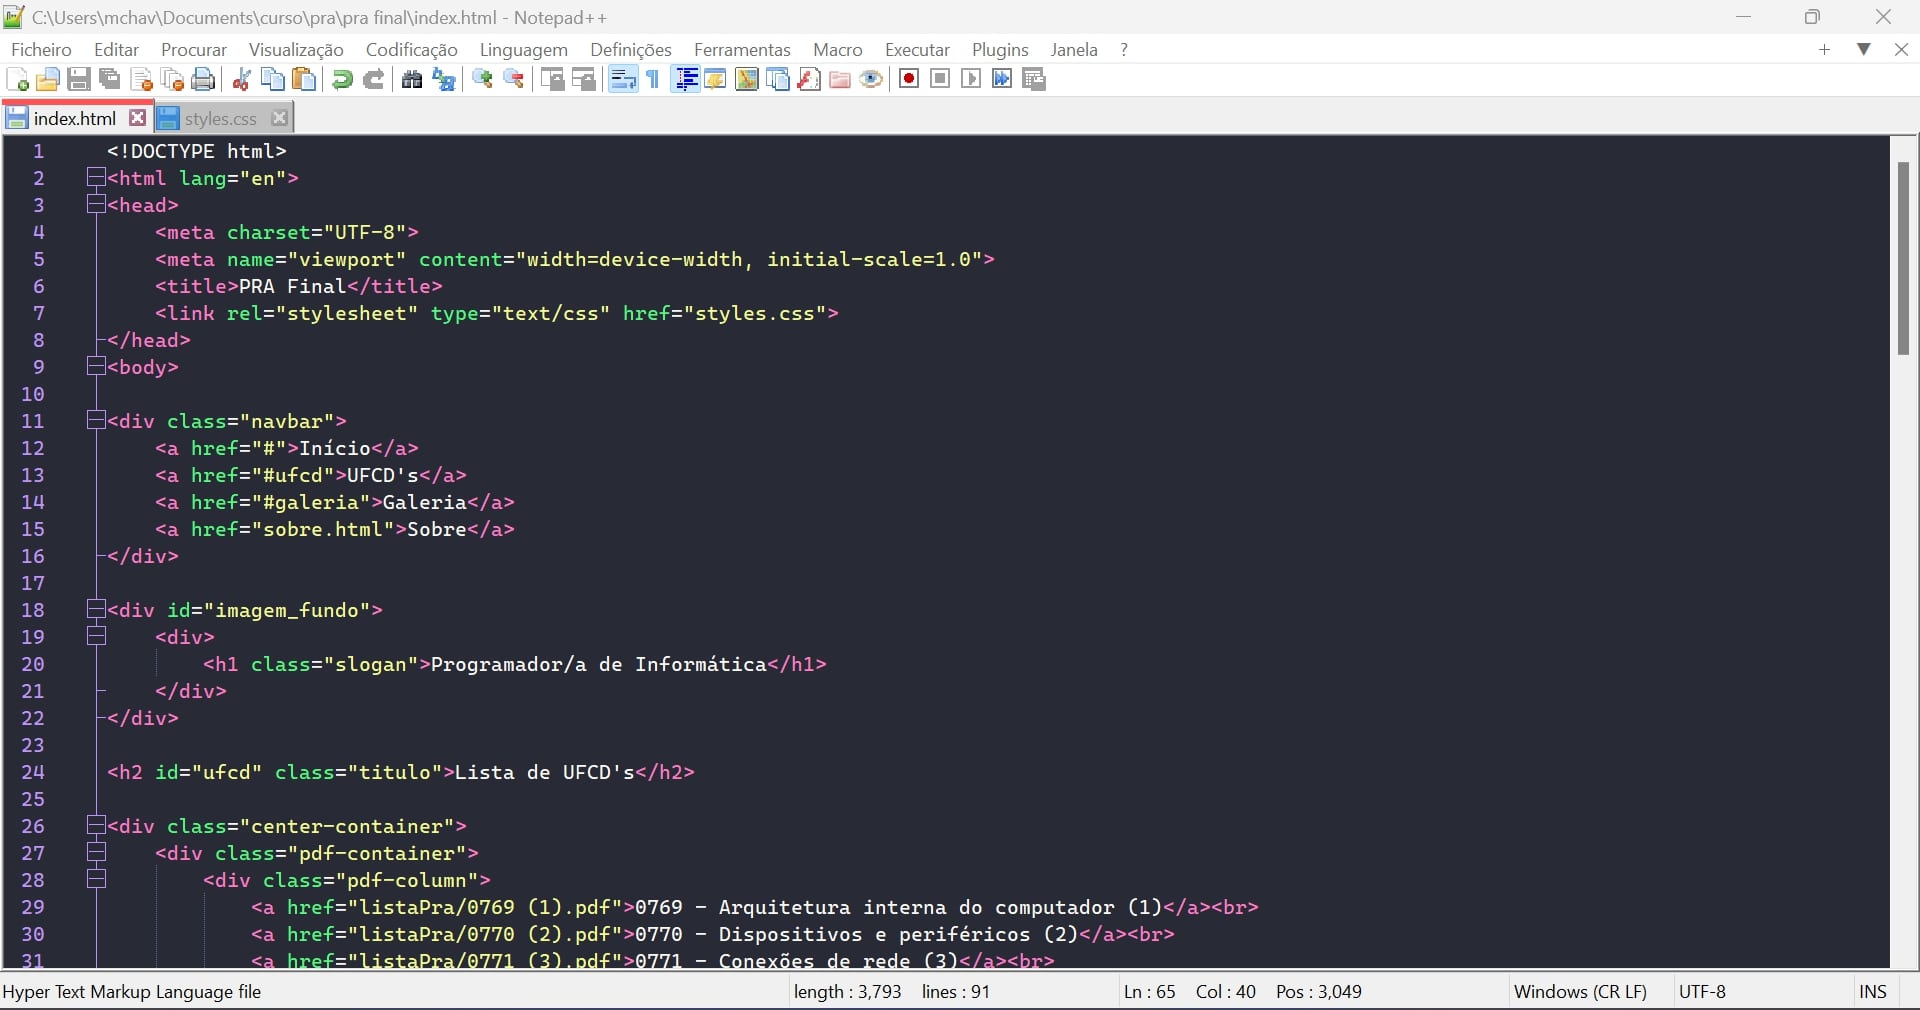 C:\Users\mchav\Documents\curso\pra\pra final\index.html - Notepad++
Ficheiro Editar Procurar Visualização Codificação Linguagem Definições Ferramentas Macro Executar Plugins Janela ?
index.html styles.css
1 <!DOCTYPE html>
2 <html lang="en">
3 <head>
4 <meta charset="UTF-8">
5 <meta name="viewport" content="width=device-width, initial-scale=1.0">
6 <title>PRA Final</title>
7 <link rel="stylesheet" type="text/css" href="styles.css">
8 </head>
9 <body>
10
11 <div class="navbar">
12 <a href="#">Início</a>
13 <a href="#ufcd">UFCD's</a>
14 <a href="#galeria">Galeria</a>
15 <a href="sobre.html">Sobre</a>
16 </div>
17
18 <div id="imagem_fundo">
19 <div>
20 <h1 class="slogan">Programador/a de Informática</h1>
21 </div>
22 </div>
23
24 <h2 id="ufcd" class="titulo">Lista de UFCD's</h2>
25
26 <div class="center-container">
27 <div class="pdf-container">
28 <div class="pdf-column">
29 <a href="listaPra/0769 (1).pdf">0769 - Arquitetura interna do computador (1)</a><br>
30 <a href="listaPra/0770 (2).pdf">0770 - Dispositivos e periféricos (2)</a><br>
31 <a href="listaPra/0771 (3).pdf">0771 - Conexões de rede (3)</a><br>
Hyper Text Markup Language file length : 3,793 lines : 91 Ln : 65 Col : 40 Pos : 3,049 Windows (CR LF) UTF-8 INS